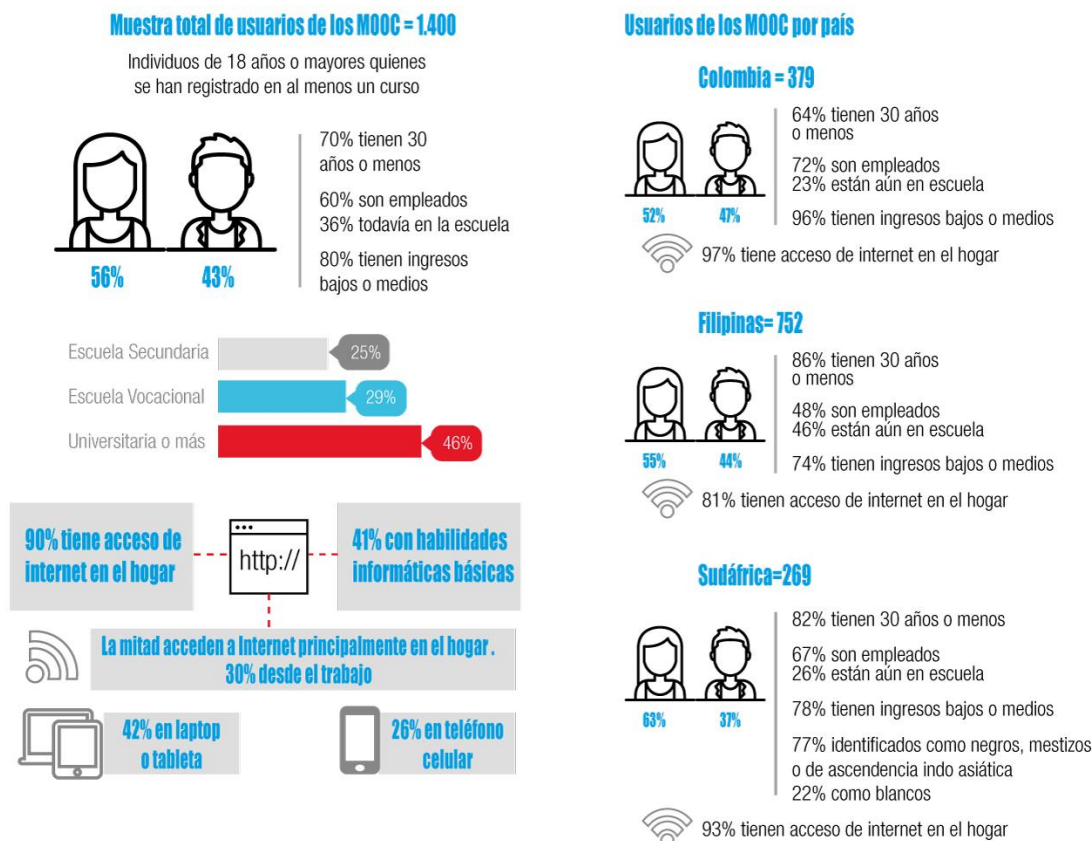 Muestra total de usuarios de los MOOC = 1.400
Individuos de 18 años o mayores quienes
se han registrado en al menos un curso
70% tienen 30
años o menos
60% son empleados
36% todavía en la escuela
80% tienen ingresos
bajos o medios
56%
43%
Escuela Secundaria
25%
Escuela Vocacional
29%
Universitaria o más
46%
90% tiene acceso de
internet en el hogar
http://
41% con habilidades
informáticas básicas
La mitad acceden a Internet principalmente en el hogar .
30% desde el trabajo
42% en laptop
o tableta
26% en teléfono
celular
Usuarios de los MOOC por país
Colombia = 379
64% tienen 30 años
o menos
72% son empleados
23% están aún en escuela
96% tienen ingresos bajos o medios
52%
47%
97% tiene acceso de internet en el hogar
Filipinas= 752
86% tienen 30 años
o menos
48% son empleados
46% están aún en escuela
74% tienen ingresos bajos o medios
55%
44%
81% tienen acceso de internet en el hogar
Sudáfrica=269
82% tienen 30 años o menos
67% son empleados
26% están aún en escuela
78% tienen ingresos bajos o medios
77% identificados como negros, mestizos
o de ascendencia indo asiática
22% como blancos
63%
37%
93% tienen acceso de internet en el hogar